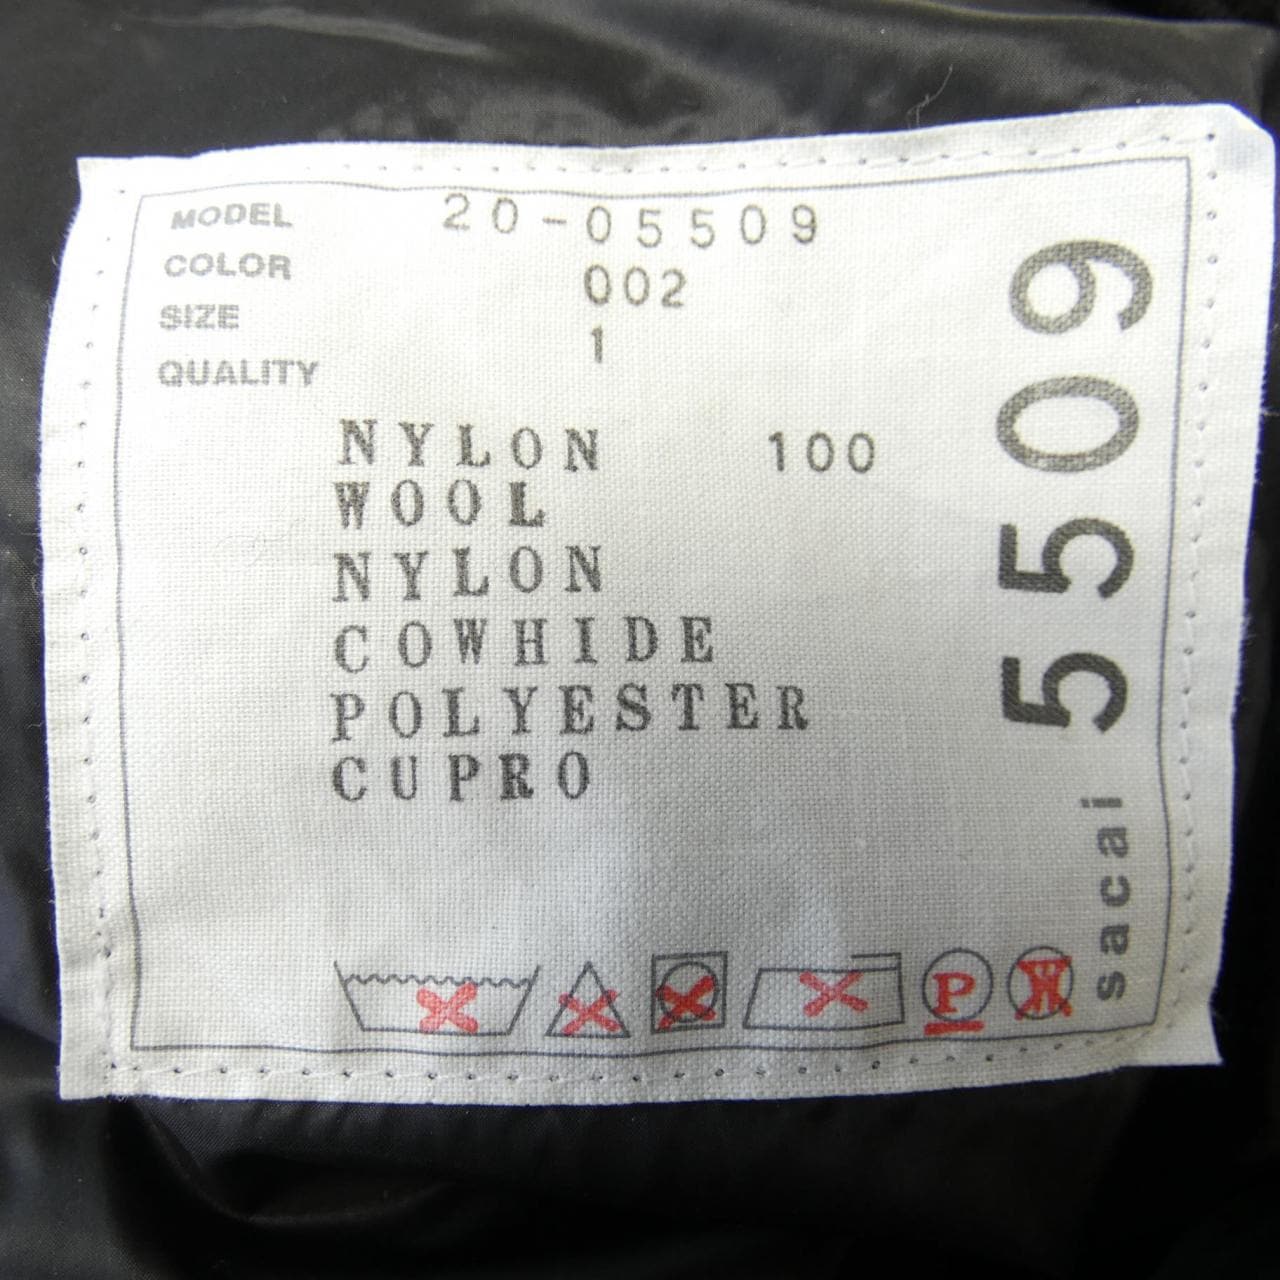 MODEL 20-05509
COLOR 002
SIZE 1
QUALITY
NYLON 100
WOOL
NYLON
COWHIDE
POLYESTER
CUPRO
P
W
sacai 5509